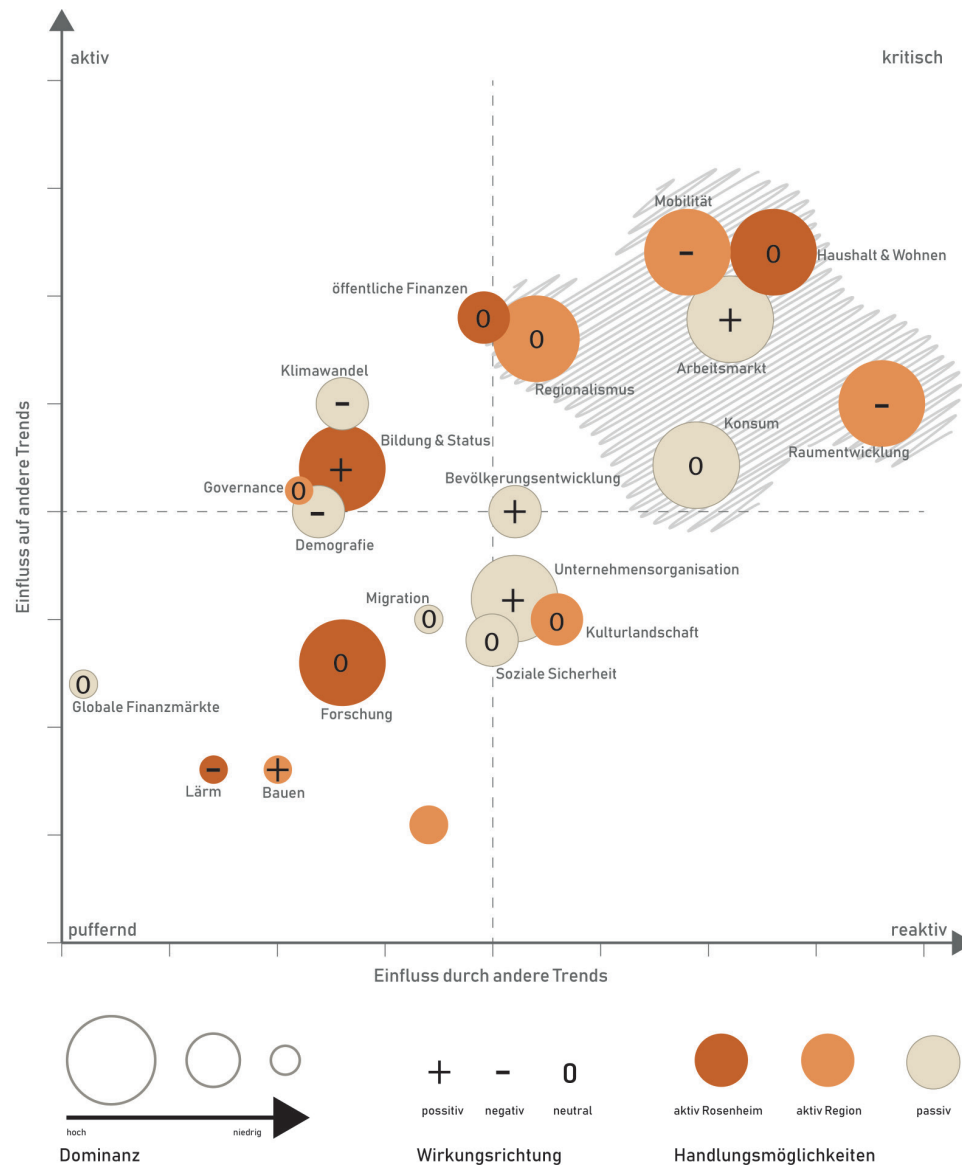 aktiv
kritisch
Mobilität
-
0
Haushalt & Wohnen
öffentliche Finanzen
0
0
+
Regionalismus
Arbeitsmarkt
Klimawandel
-
-
Bildung & Status
Konsum
Raumentwicklung
+
0
Governance
0
Bevölkerungsentwicklung
-
+
Demografie
Unternehmensorganisation
Migration
+
0
0
Kulturlandschaft
0
Soziale Sicherheit
0
Forschung
0
Globale Finanzmärkte
-
+
Lärm
Bauen
puffernd
reaktiv
Einfluss auf andere Trends
Einfluss durch andere Trends
+
-
0
possitiv
negativ
neutral
aktiv Rosenheim
aktiv Region
passiv
hoch
niedrig
Dominanz
Wirkungsrichtung
Handlungsmöglichkeiten